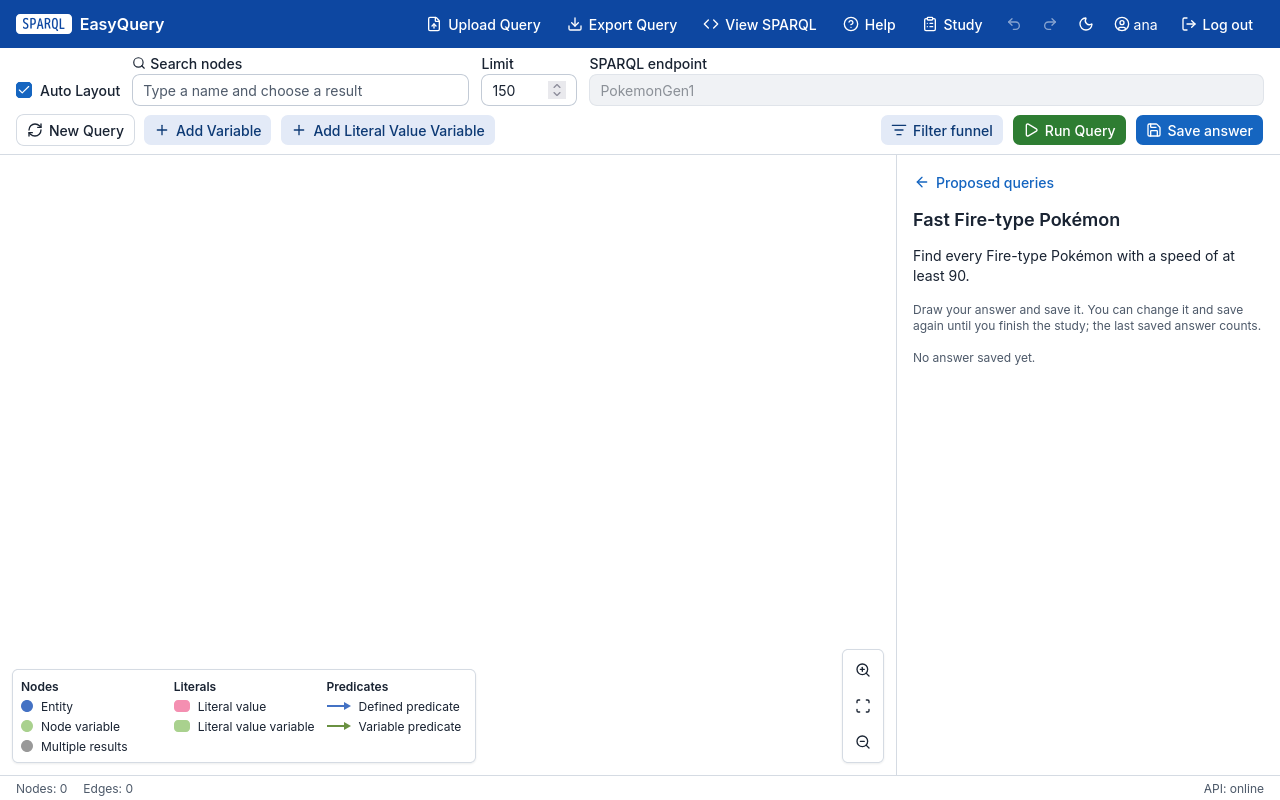 SPARQL EasyQuery Upload Query Export Query View SPARQL Help Study ana Log out
Search nodes Limit SPARQL endpoint
Auto Layout Type a name and choose a result 150 PokemonGen1
New Query Add Variable Add Literal Value Variable Filter funnel Run Query Save answer
Proposed queries
Fast Fire-type Pokémon
Find every Fire-type Pokémon with a speed of at
least 90.
Draw your answer and save it. You can change it and save
again until you finish the study; the last saved answer counts.
No answer saved yet.
Nodes Literals Predicates
Entity Literal value Defined predicate
Node variable Literal value variable Variable predicate
Multiple results
Nodes: 0 Edges: 0 API: online